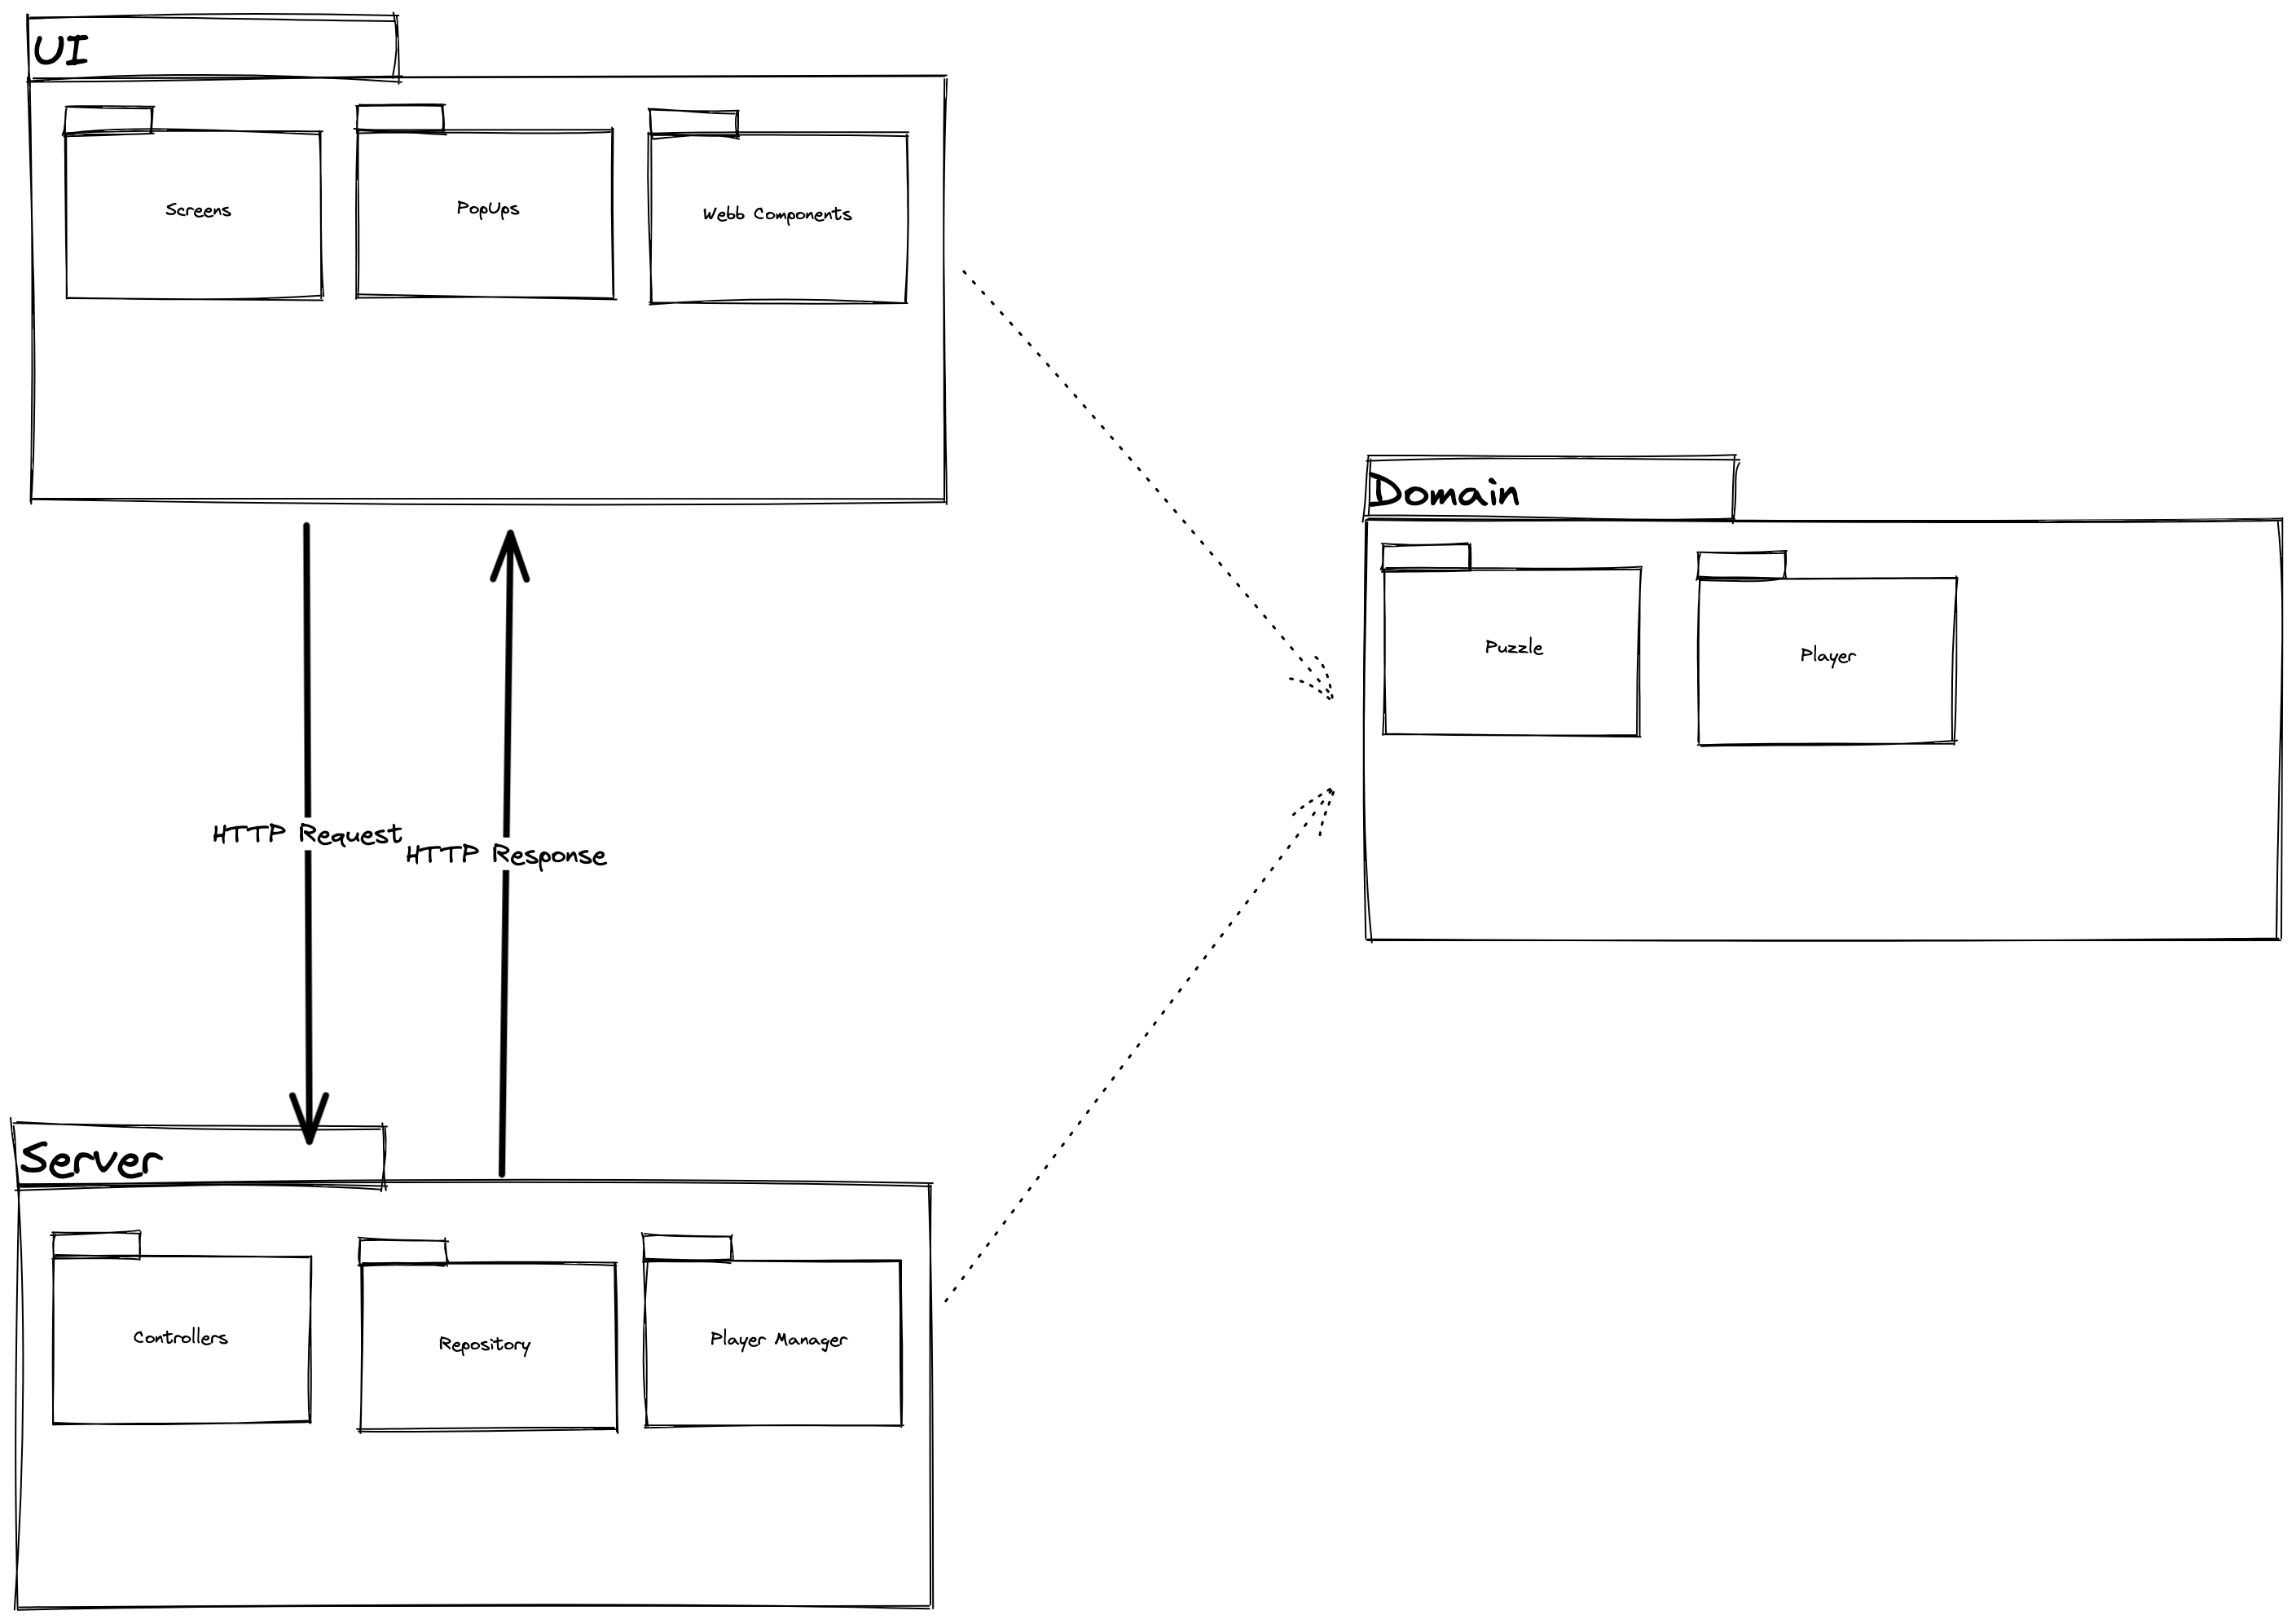 UI
Screens
PopUps
Webb Components
Domain
Puzzle
Player
HTTP Request
HTTP Response
Server
Controllers
Repository
Player Manager